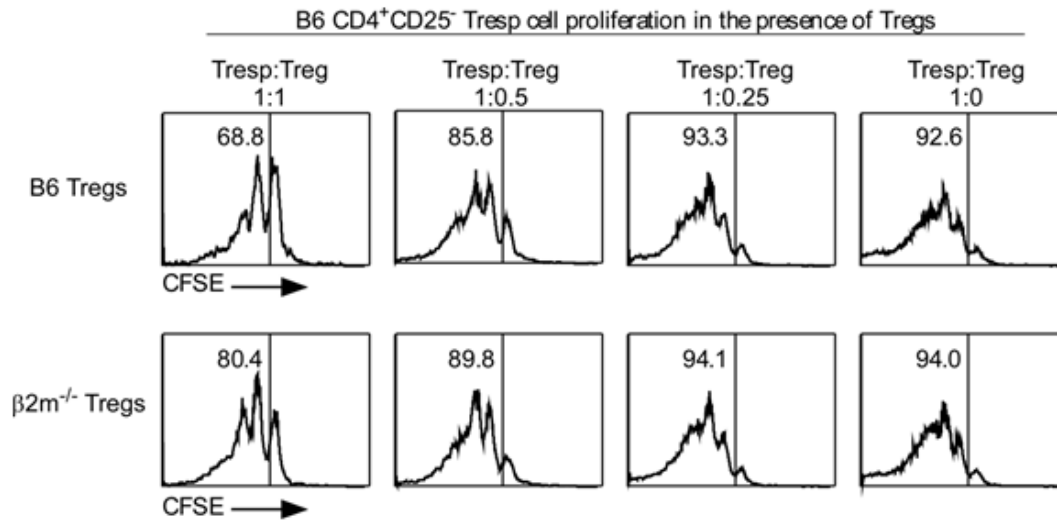 B6 CD4⁺CD25⁻ Tresp cell proliferation in the presence of Tregs
Tresp:Treg Tresp:Treg Tresp:Treg Tresp:Treg
1:1 1:0.5 1:0.25 1:0
68.8 85.8 93.3 92.6
B6 Tregs
CFSE
80.4 89.8 94.1 94.0
β2m⁻/⁻ Tregs
CFSE